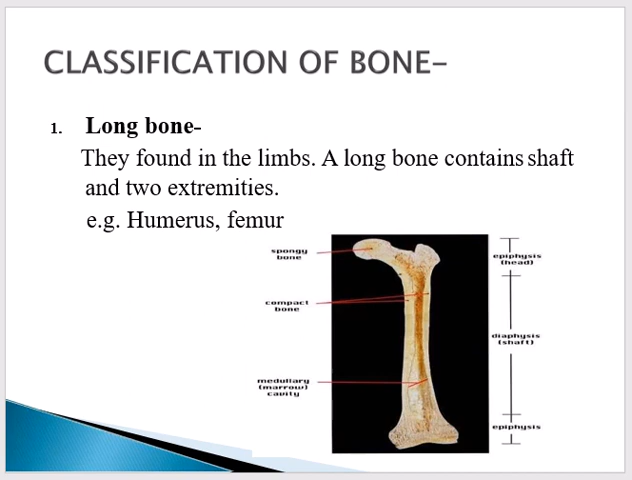 CLASSIFICATION OF BONE-
1. Long bone-
They found in the limbs. A long bone contains shaft
and two extremities.
e.g. Humerus, femur
spongy
bone
compact
bone
medullary
(marrow)
cavity
epiphysis
(head)
diaphysis
(shaft)
epiphysis